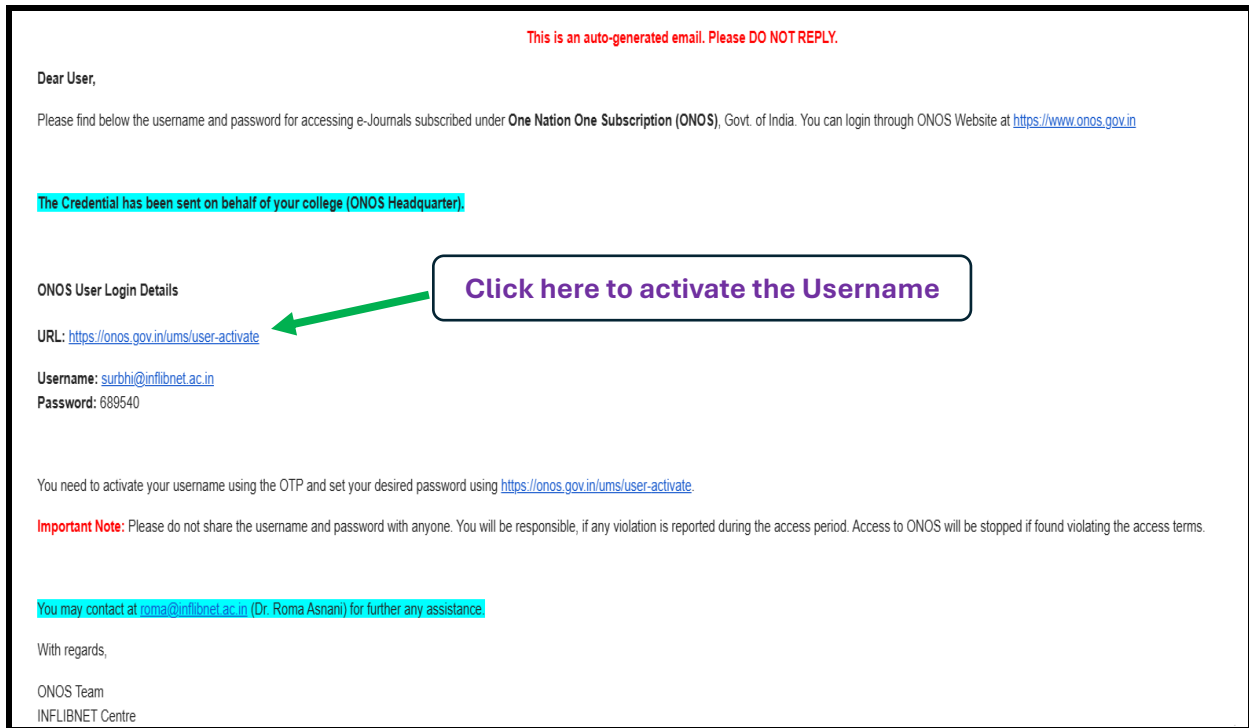 This is an auto-generated email. Please DO NOT REPLY.
Dear User,
Please find below the username and password for accessing e-Journals subscribed under One Nation One Subscription (ONOS), Govt. of India. You can login through ONOS Website at https://www.onos.gov.in
The Credential has been sent on behalf of your college (ONOS Headquarter).
Click here to activate the Username
ONOS User Login Details
URL: https://onos.gov.in/ums/user-activate
Username: surbhi@inflibnet.ac.in
Password: 689540
You need to activate your username using the OTP and set your desired password using https://onos.gov.in/ums/user-activate.
Important Note: Please do not share the username and password with anyone. You will be responsible, if any violation is reported during the access period. Access to ONOS will be stopped if found violating the access terms.
You may contact at roma@inflibnet.ac.in (Dr. Roma Asnani) for further any assistance.
With regards,
ONOS Team
INFLIBNET Centre